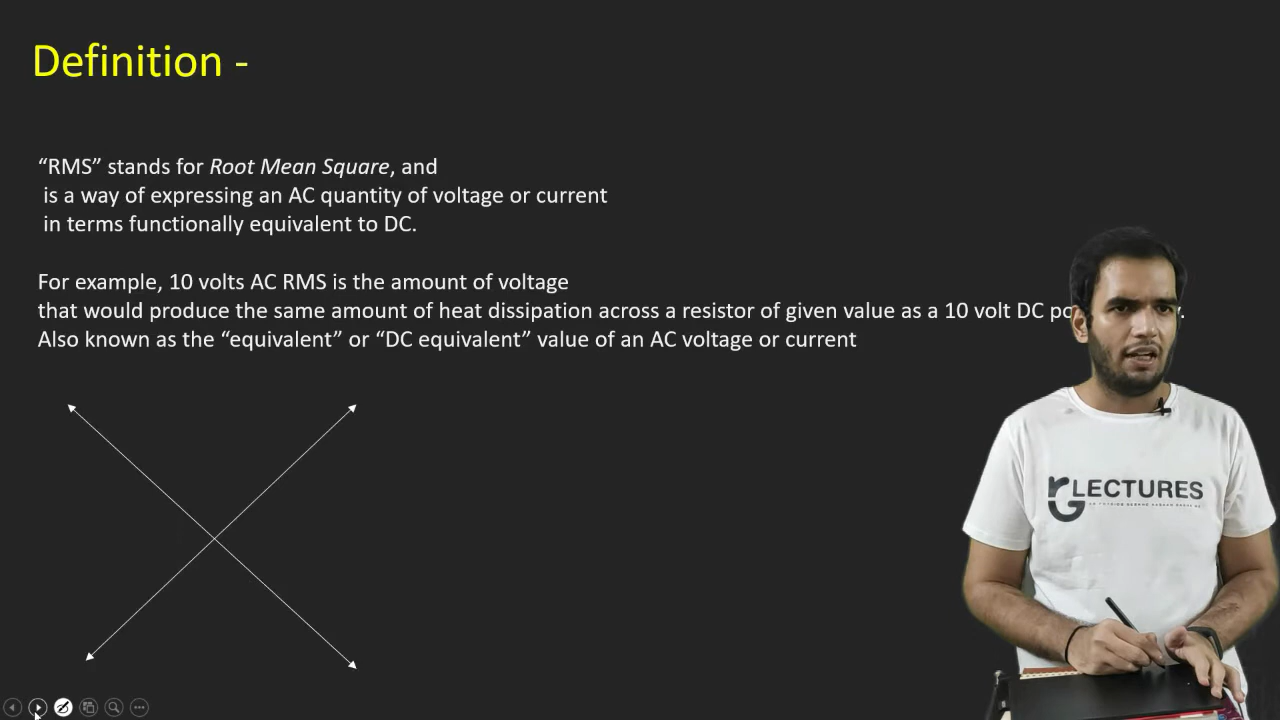 Definition -
“RMS” stands for Root Mean Square, and
is a way of expressing an AC quantity of voltage or current
in terms functionally equivalent to DC.
For example, 10 volts AC RMS is the amount of voltage
that would produce the same amount of heat dissipation across a resistor of given value as a 10 volt DC
Also known as the “equivalent” or “DC equivalent” value of an AC voltage or current
rG LECTURES